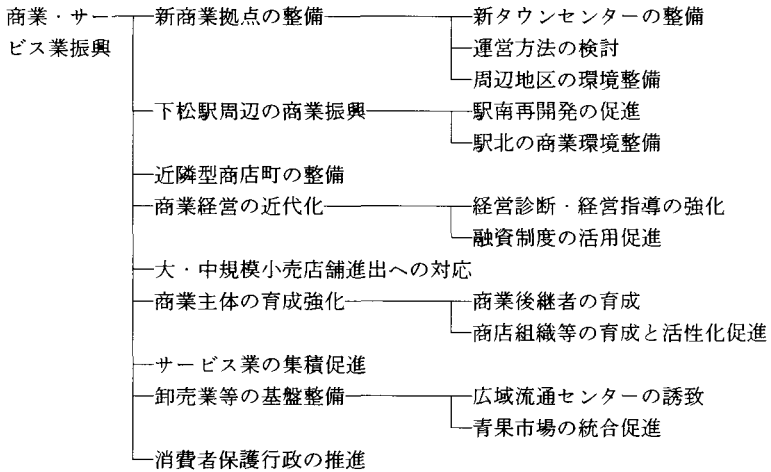 商業・サー 新商業拠点の整備 新タウンセンターの整備
ビス業振興 運営方法の検討
周辺地区の環境整備
下松駅周辺の商業振興 駅南再開発の促進
駅北の商業環境整備
近隣型商店町の整備
商業経営の近代化 経営診断・経営指導の強化
融資制度の活用促進
大・中規模小売店舗進出への対応
商業主体の育成強化 商業後継者の育成
商店組織等の育成と活性化促進
サービス業の集積促進
卸売業等の基盤整備 広域流通センターの誘致
青果市場の統合促進
消費者保護行政の推進